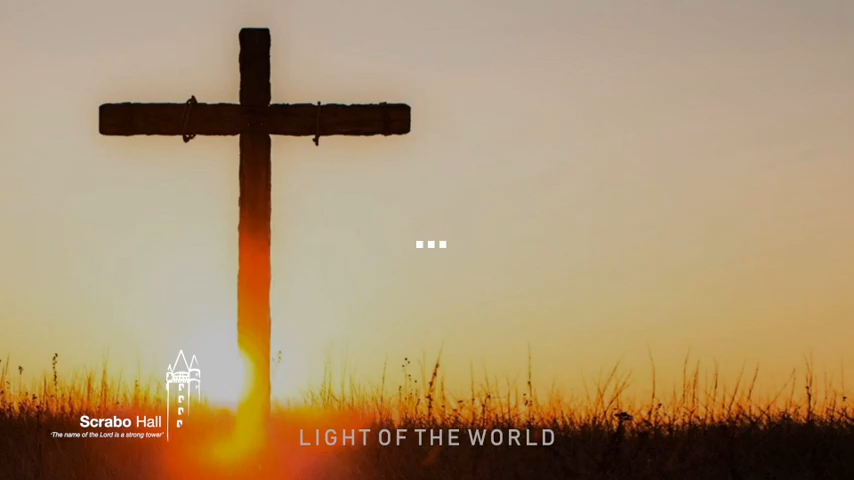 ...
Scrabo Hall
'The name of the Lord is a strong tower'
LIGHT OF THE WORLD